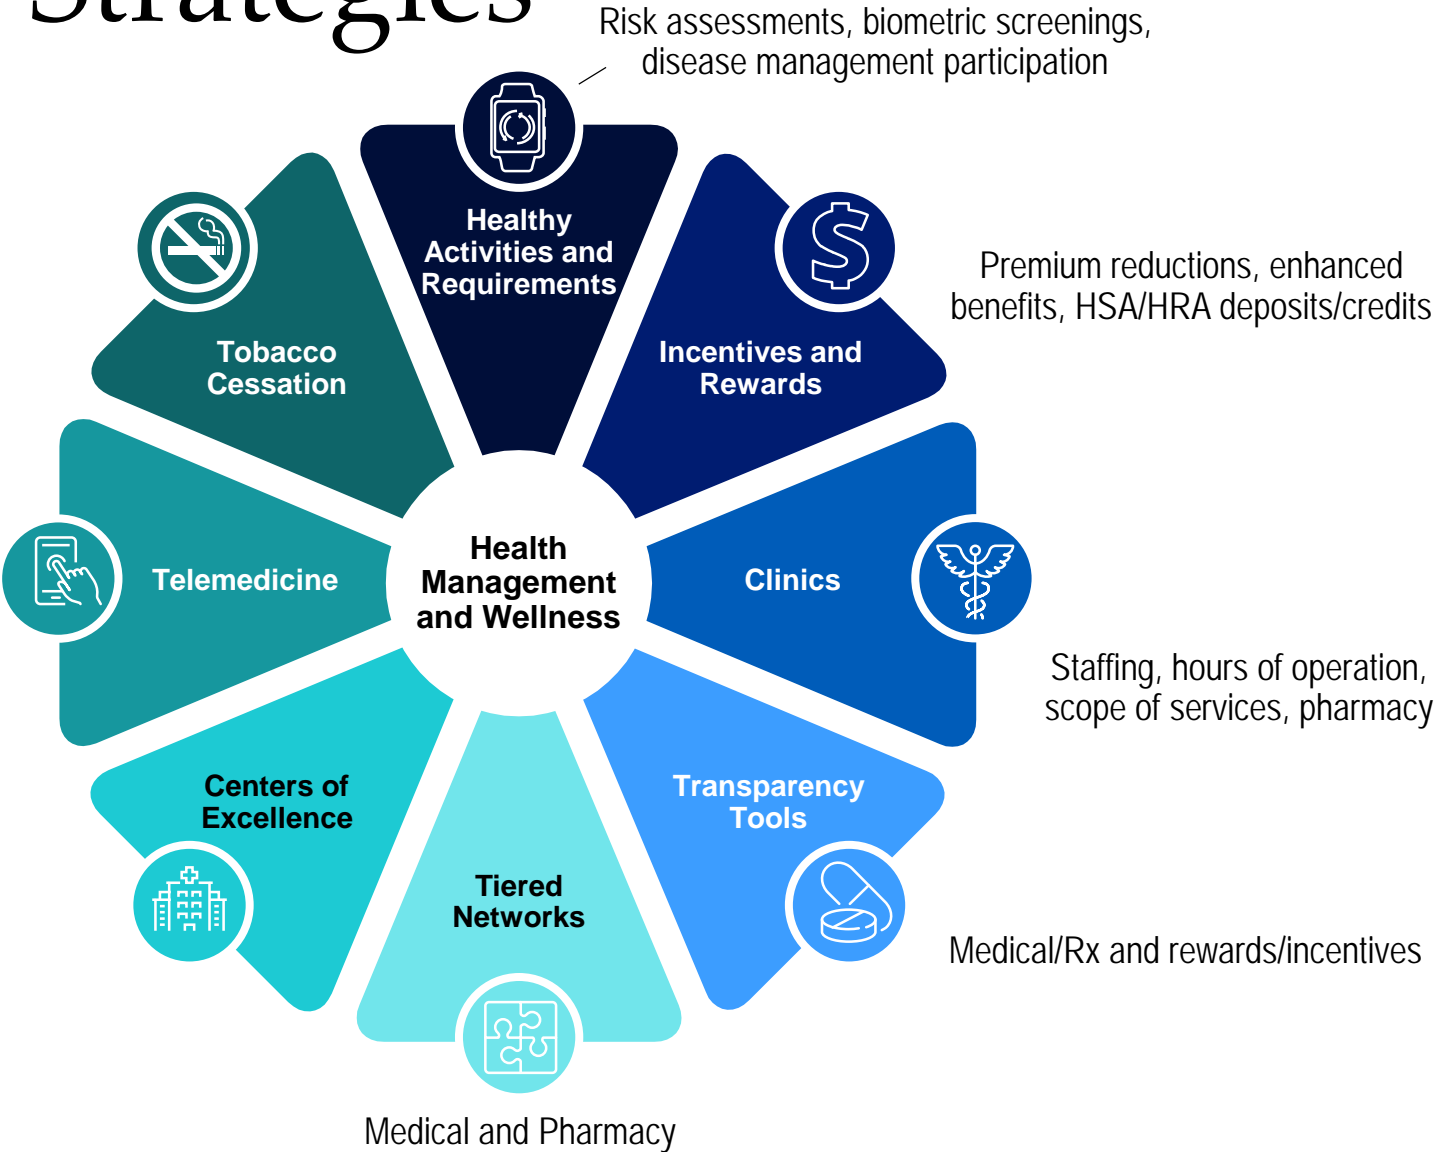 Strategies
Risk assessments, biometric screenings,
disease management participation
Healthy
Activities and
Requirements
Incentives and
Rewards
Premium reductions, enhanced
benefits, HSA/HRA deposits/credits
Tobacco
Cessation
Telemedicine
Health
Management
and Wellness
Clinics
Staffing, hours of operation,
scope of services, pharmacy
Centers of
Excellence
Transparency
Tools
Tiered
Networks
Medical/Rx and rewards/incentives
Medical and Pharmacy